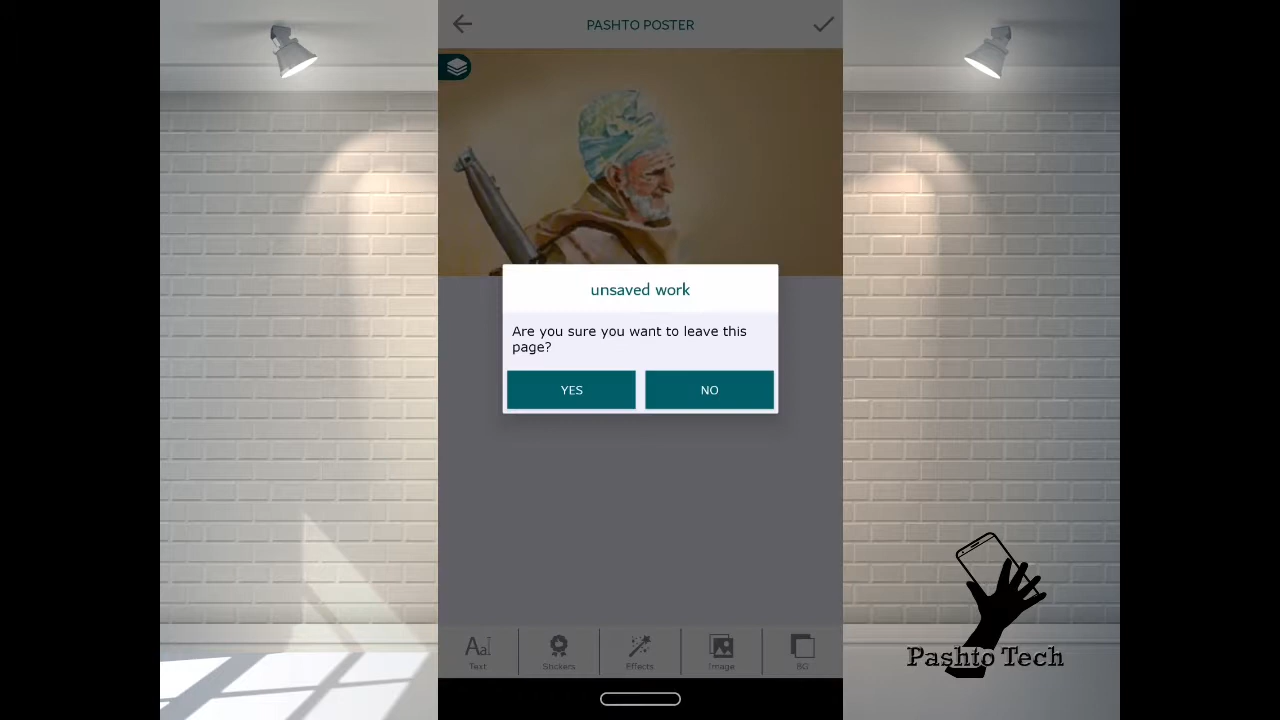 PASHTO POSTER
unsaved work
Are you sure you want to leave this
page?
YES
NO
Text
Stickers
Effects
Image
BG
Pashto Tech